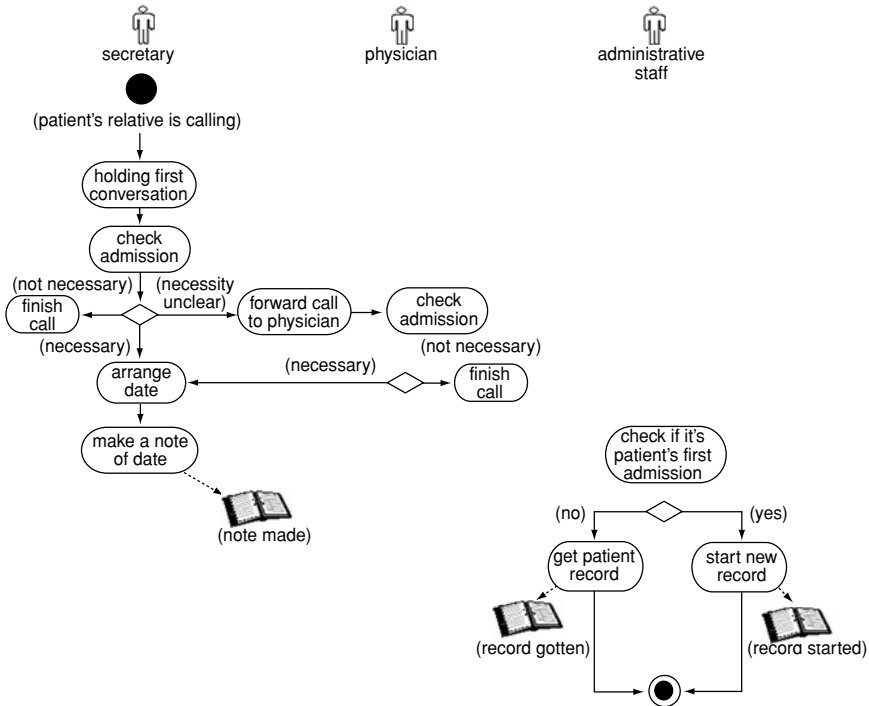 secretary
physician
administrative
staff
(patient's relative is calling)
holding first
conversation
check
admission
(not necessary)
(necessity
unclear)
finish
call
forward call
to physician
check
admission
(necessary)
(not necessary)
arrange
date
(necessary)
finish
call
make a note
of date
check if it's
patient's first
admission
(note made)
(no)
(yes)
get patient
record
start new
record
(record gotten)
(record started)